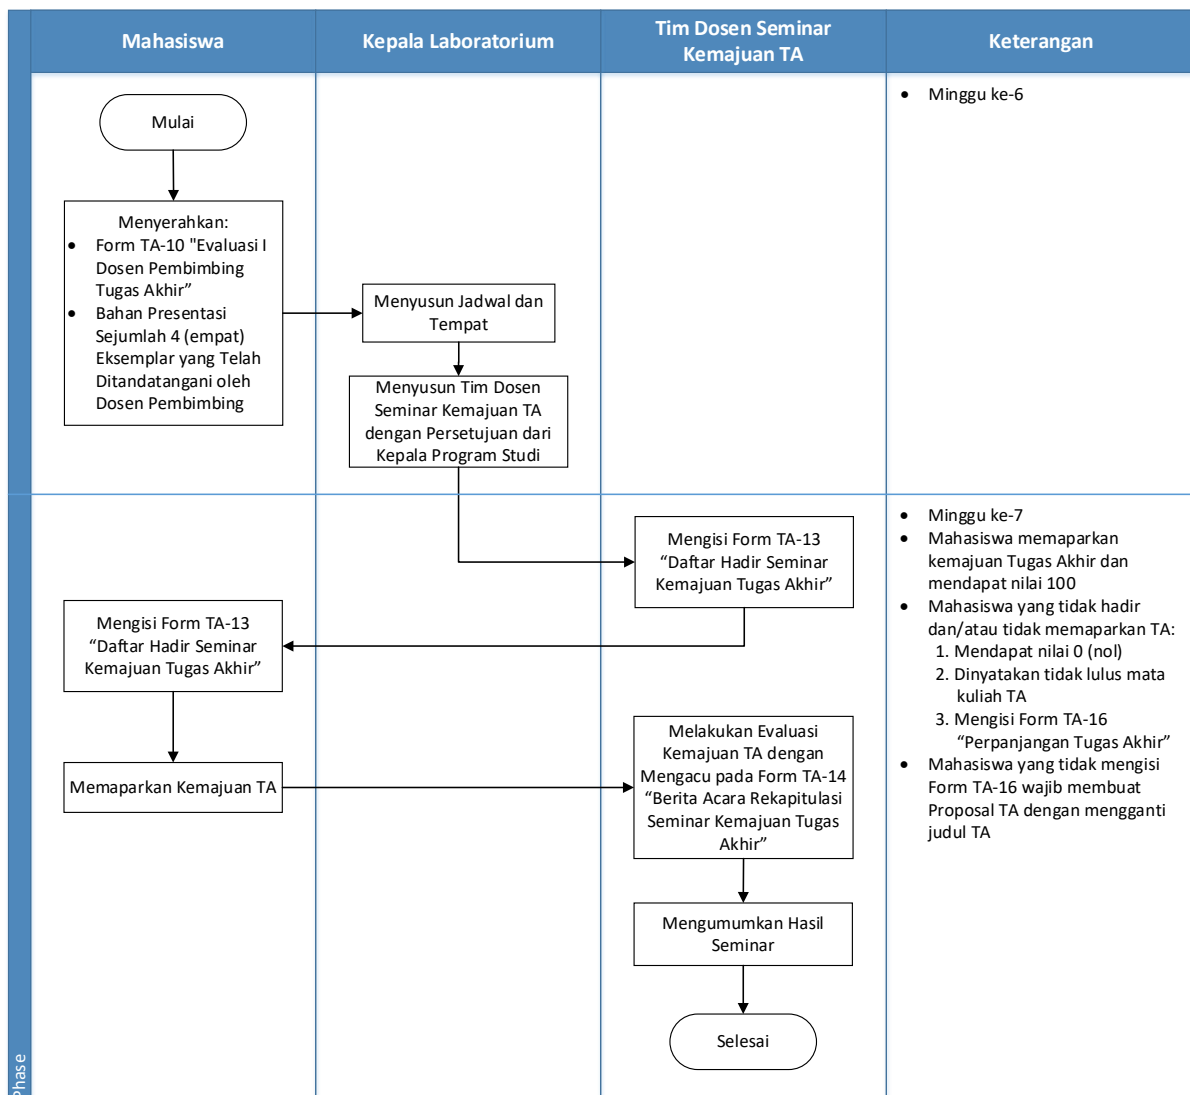 Mahasiswa
Kepala Laboratorium
Tim Dosen Seminar
Kemajuan TA
Keterangan
Mulai
• Minggu ke-6
Menyerahkan:
• Form TA-10 "Evaluasi I
Dosen Pembimbing
Tugas Akhir”
• Bahan Presentasi
Sejumlah 4 (empat)
Eksemplar yang Telah
Ditandatangani oleh
Dosen Pembimbing
Menyusun Jadwal dan
Tempat
Menyusun Tim Dosen
Seminar Kemajuan TA
dengan Persetujuan dari
Kepala Program Studi
Mengisi Form TA-13
“Daftar Hadir Seminar
Kemajuan Tugas Akhir”
• Minggu ke-7
• Mahasiswa memaparkan
kemajuan Tugas Akhir dan
mendapat nilai 100
• Mahasiswa yang tidak hadir
dan/atau tidak memaparkan TA:
1. Mendapat nilai 0 (nol)
2. Dinyatakan tidak lulus mata
kuliah TA
3. Mengisi Form TA-16
“Perpanjangan Tugas Akhir”
• Mahasiswa yang tidak mengisi
Form TA-16 wajib membuat
Proposal TA dengan mengganti
judul TA
Mengisi Form TA-13
“Daftar Hadir Seminar
Kemajuan Tugas Akhir”
Memaparkan Kemajuan TA
Melakukan Evaluasi
Kemajuan TA dengan
Mengacu pada Form TA-14
“Berita Acara Rekapitulasi
Seminar Kemajuan Tugas
Akhir”
Mengumumkan Hasil
Seminar
Selesai
Phase